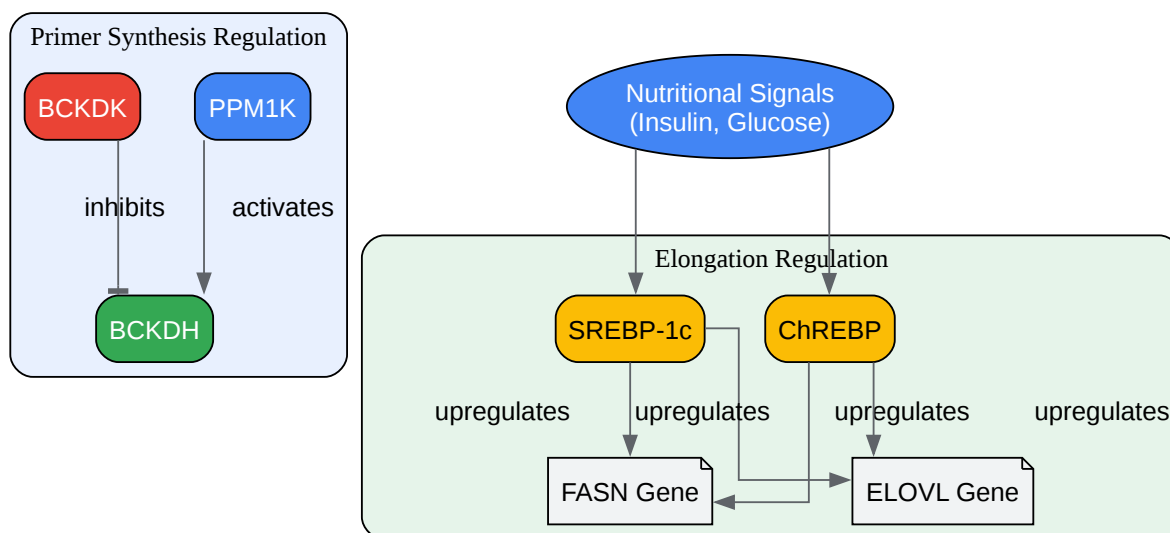 Primer Synthesis Regulation
BCKDK
PPM1K
inhibits
activates
BCKDH
Nutritional Signals
(Insulin, Glucose)
Elongation Regulation
SREBP-1c
ChREBP
upregulates
upregulates
upregulates
upregulates
FASN Gene
ELOVL Gene